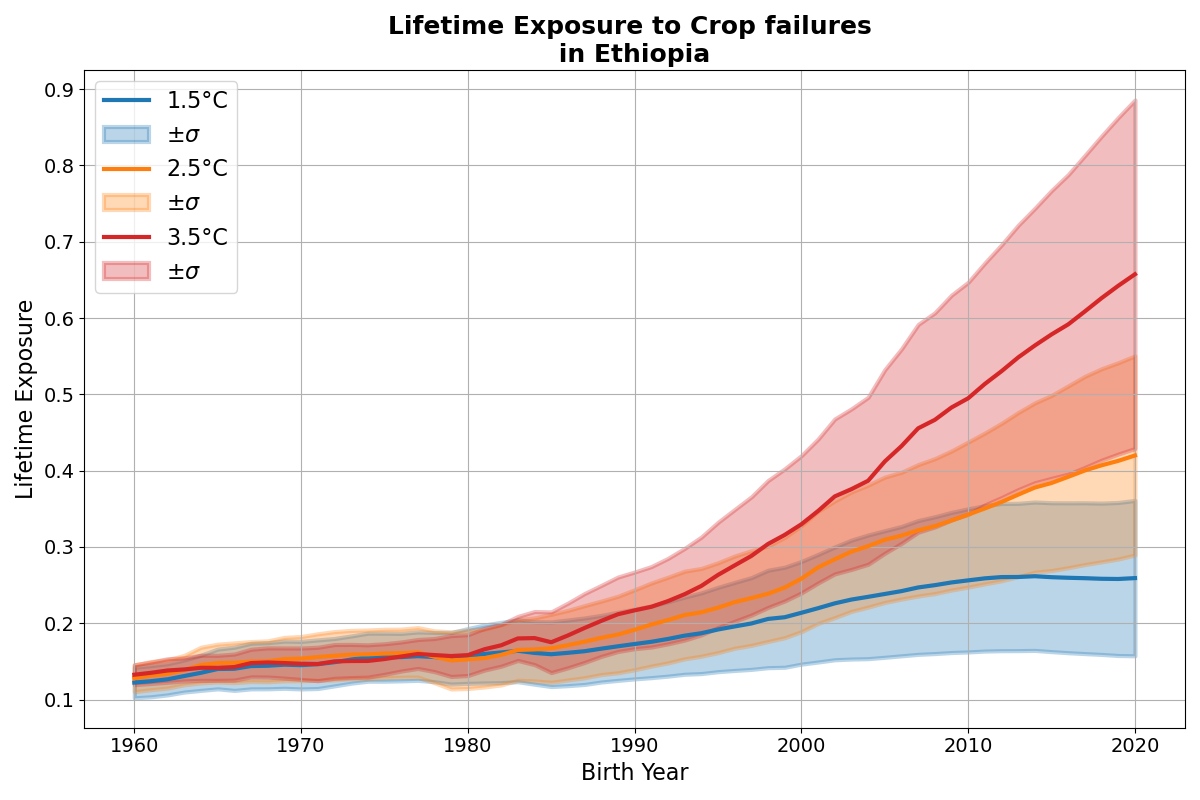 Lifetime Exposure to Crop failures
in Ethiopia
1.5°C
±σ
2.5°C
±σ
3.5°C
±σ
Lifetime Exposure
0.9
0.8
0.7
0.6
0.5
0.4
0.3
0.2
0.1
1960 1970 1980 1990 2000 2010 2020
Birth Year